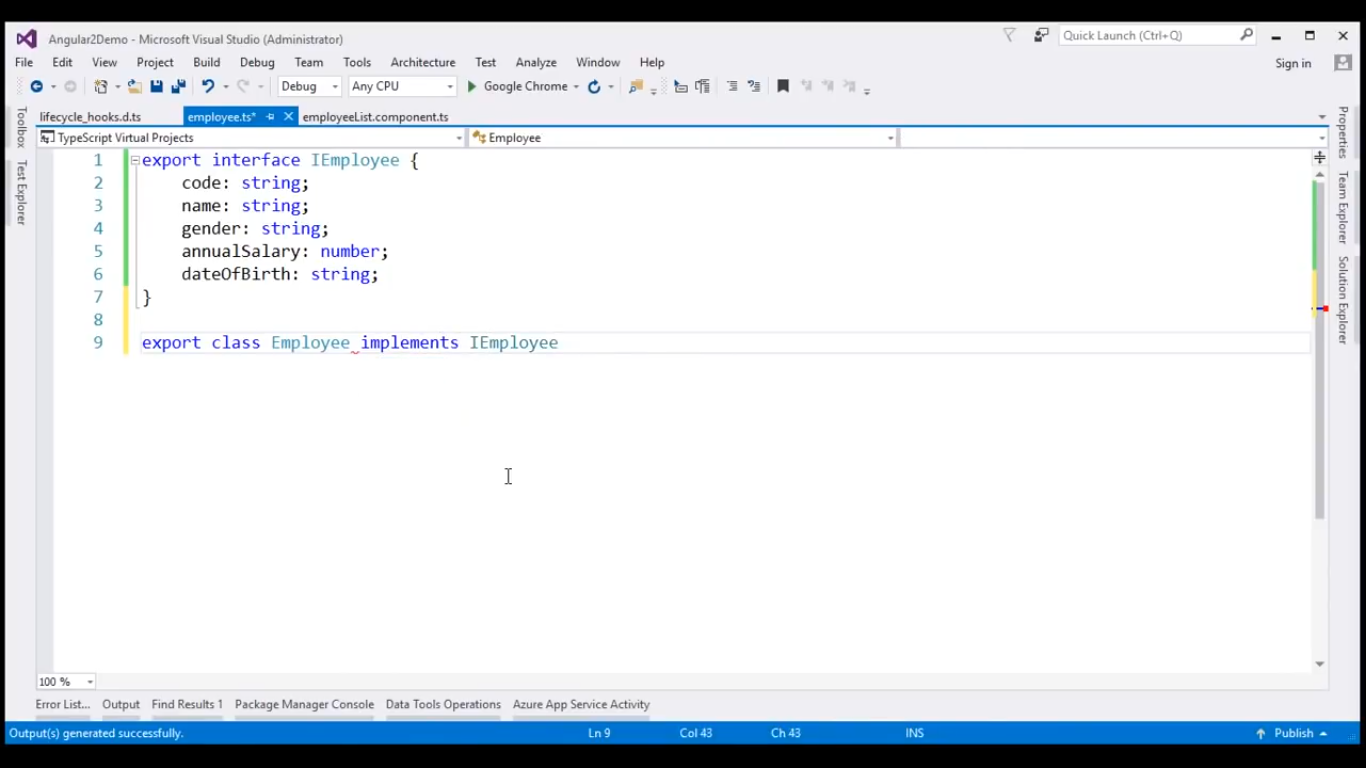 Angular2Demo - Microsoft Visual Studio (Administrator)
Quick Launch (Ctrl+Q)
File Edit View Project Build Debug Team Tools Architecture Test Analyze Window Help
Sign in
Debug Any CPU Google Chrome
lifecycle_hooks.d.ts employee.ts* employeeList.component.ts
TypeScript Virtual Projects Employee
Toolbox
Test Explorer
Properties
Team Explorer
Solution Explorer
1 export interface IEmployee {
2 code: string;
3 name: string;
4 gender: string;
5 annualSalary: number;
6 dateOfBirth: string;
7 }
8
9 export class Employee implements IEmployee
100 %
Error List... Output Find Results 1 Package Manager Console Data Tools Operations Azure App Service Activity
Output(s) generated successfully. Ln 9 Col 43 Ch 43 INS Publish